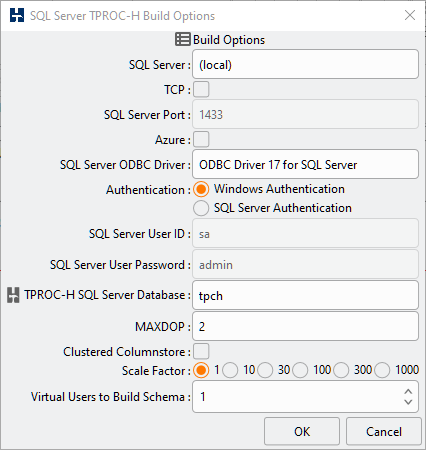 SQL Server TPROC-H Build Options
Build Options
SQL Server : (local)
TCP :
SQL Server Port : 1433
Azure :
SQL Server ODBC Driver : ODBC Driver 17 for SQL Server
Authentication : Windows Authentication
SQL Server Authentication
SQL Server User ID : sa
SQL Server User Password : admin
TPROC-H SQL Server Database : tpch
MAXDOP : 2
Clustered Columnstore :
Scale Factor : 1 10 30 100 300 1000
Virtual Users to Build Schema : 1
OK Cancel